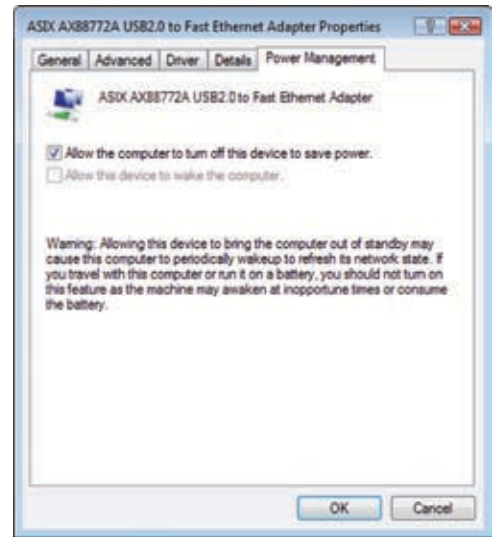 ASIX AX88772A USB2.0 to Fast Ethernet Adapter Properties
General Advanced Driver Details Power Management
ASIX AX88772A USB2.0 to Fast Ethernet Adapter
Allow the computer to turn off this device to save power.
Allow this device to wake the computer.
Warning: Allowing this device to bring the computer out of standby may
cause this computer to periodically wakeup to refresh its network state. If
you travel with this computer or run it on a battery, you should not turn on
this feature as the machine may awaken at inopportune times or consume
the battery.
OK Cancel